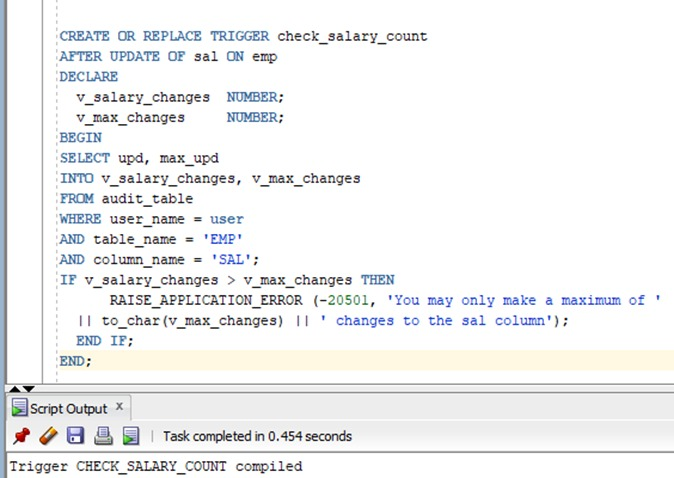 CREATE OR REPLACE TRIGGER check_salary_count
AFTER UPDATE OF sal ON emp
DECLARE
v_salary_changes NUMBER;
v_max_changes NUMBER;
BEGIN
SELECT upd, max_upd
INTO v_salary_changes, v_max_changes
FROM audit_table
WHERE user_name = user
AND table_name = 'EMP'
AND column_name = 'SAL';
IF v_salary_changes > v_max_changes THEN
RAISE_APPLICATION_ERROR (-20501, 'You may only make a maximum of '
|| to_char(v_max_changes) || ' changes to the sal column');
END IF;
END;
Script Output x
Task completed in 0.454 seconds
Trigger CHECK_SALARY_COUNT compiled